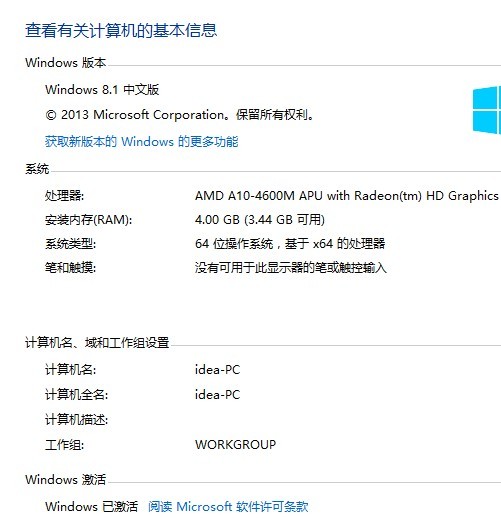 查看有关计算机的基本信息
Windows 版本
Windows 8.1 中文版
© 2013 Microsoft Corporation。保留所有权利。
获取新版本的 Windows 的更多功能
系统
处理器: AMD A10-4600M APU with Radeon(tm) HD Graphics
安装内存(RAM): 4.00 GB (3.44 GB 可用)
系统类型: 64 位操作系统，基于 x64 的处理器
笔和触摸: 没有可用于此显示器的笔或触控输入
计算机名、域和工作组设置
计算机名: idea-PC
计算机全名: idea-PC
计算机描述:
工作组: WORKGROUP
Windows 激活
Windows 已激活 阅读 Microsoft 软件许可条款